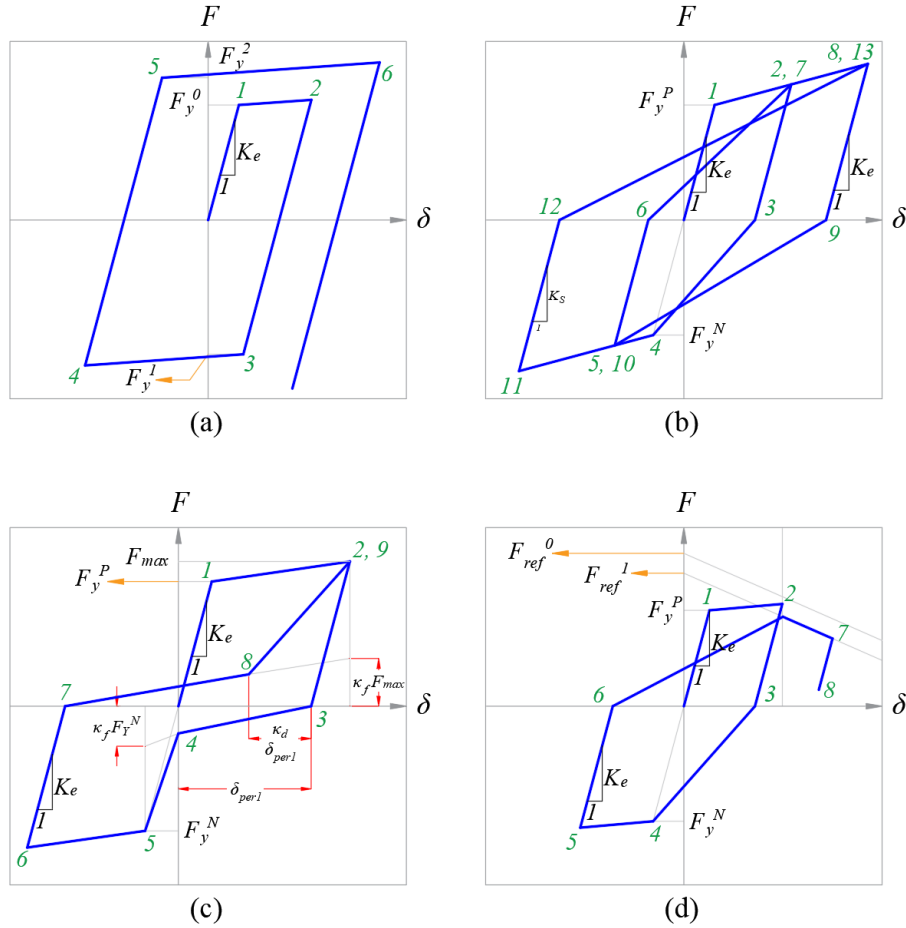 F
5
F_y^2
6
F_y^0
1
2
K_e
1
δ
4
3
F_y^1
(a)
F
8, 13
2, 7
F_y^P
1
K_e
K_e
1
1
12
6
3
9
δ
K_S
1
4
F_y^N
5, 10
11
(b)
F
F_max
2, 9
F_y^P
1
K_e
1
8
κ_f F_max
7
δ
κ_f F_Y^N
3
κ_d
δ_per1
4
K_e
δ_per1
1
F_y^N
5
6
(c)
F
F_ref^0
F_ref^1
F_y^P
1
2
7
K_e
1
8
6
3
δ
K_e
1
F_y^N
4
5
(d)